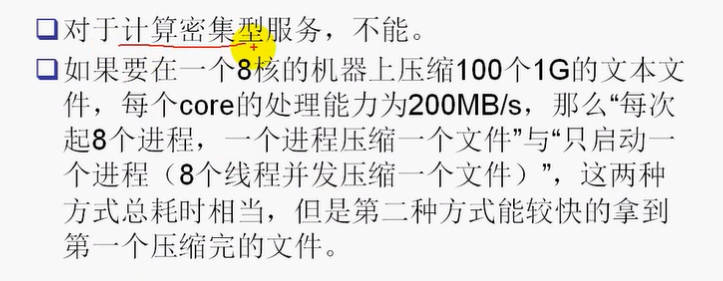 对于计算密集型服务，不能。
如果要在一个8核的机器上压缩100个1G的文本文
件，每个core的处理能力为200MB/s，那么“每次
起8个进程，一个进程压缩一个文件”与“只启动一
个进程（8个线程并发压缩一个文件）”，这两种
方式总耗时相当，但是第二种方式能较快的拿到
第一个压缩完的文件。